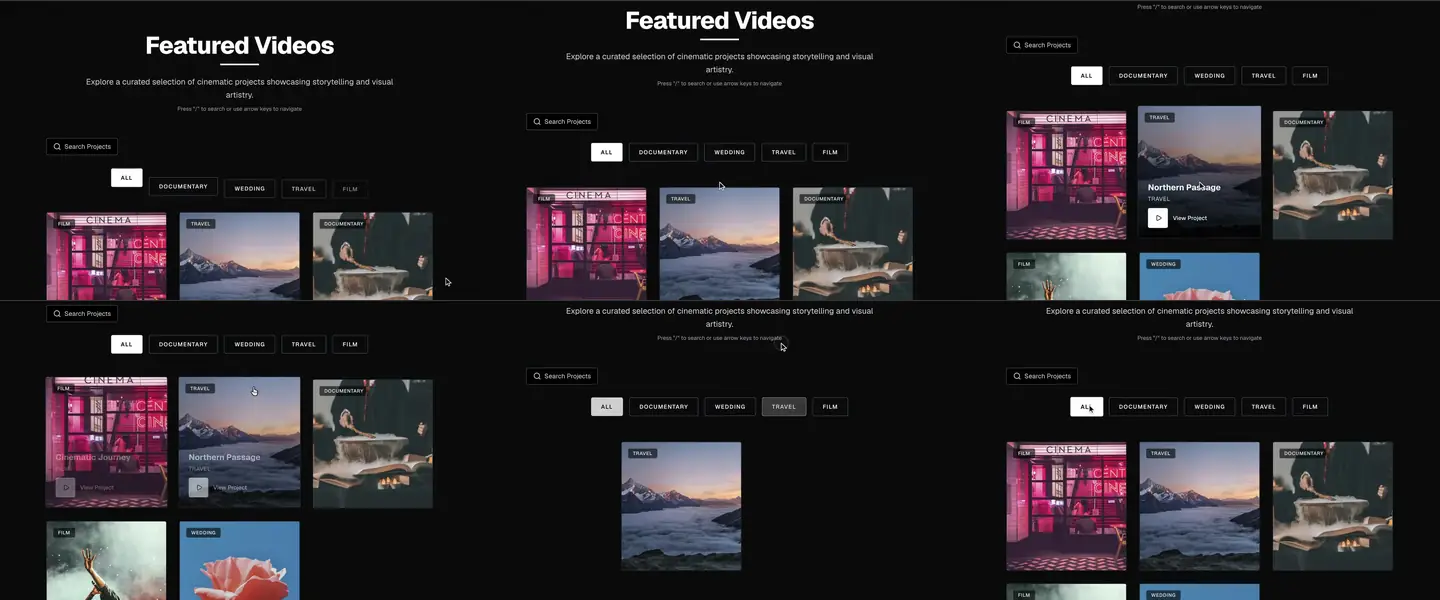 Featured Videos
Explore a curated selection of cinematic projects showcasing storytelling and visual
artistry.
Press "/" to search or use arrow keys to navigate
Search Projects
ALL
DOCUMENTARY
WEDDING
TRAVEL
FILM
FILM
CINEMA
TRAVEL
DOCUMENTARY
Featured Videos
Explore a curated selection of cinematic projects showcasing storytelling and visual
artistry.
Press "/" to search or use arrow keys to navigate
Search Projects
ALL
DOCUMENTARY
WEDDING
TRAVEL
FILM
FILM
CINEMA
TRAVEL
DOCUMENTARY
Press "/" to search or use arrow keys to navigate
Search Projects
ALL
DOCUMENTARY
WEDDING
TRAVEL
FILM
FILM
CINEMA
TRAVEL
Northern Passage
TRAVEL
View Project
DOCUMENTARY
FILM
WEDDING
Search Projects
ALL
DOCUMENTARY
WEDDING
TRAVEL
FILM
FILM
CINEMA
Cinematic Journey
FILM
View Project
TRAVEL
Northern Passage
TRAVEL
View Project
DOCUMENTARY
FILM
WEDDING
Explore a curated selection of cinematic projects showcasing storytelling and visual
artistry.
Press "/" to search or use arrow keys to navigate
Search Projects
ALL
DOCUMENTARY
WEDDING
TRAVEL
FILM
TRAVEL
Explore a curated selection of cinematic projects showcasing storytelling and visual
artistry.
Press "/" to search or use arrow keys to navigate
Search Projects
ALL
DOCUMENTARY
WEDDING
TRAVEL
FILM
FILM
CINEMA
TRAVEL
DOCUMENTARY
FILM
WEDDING